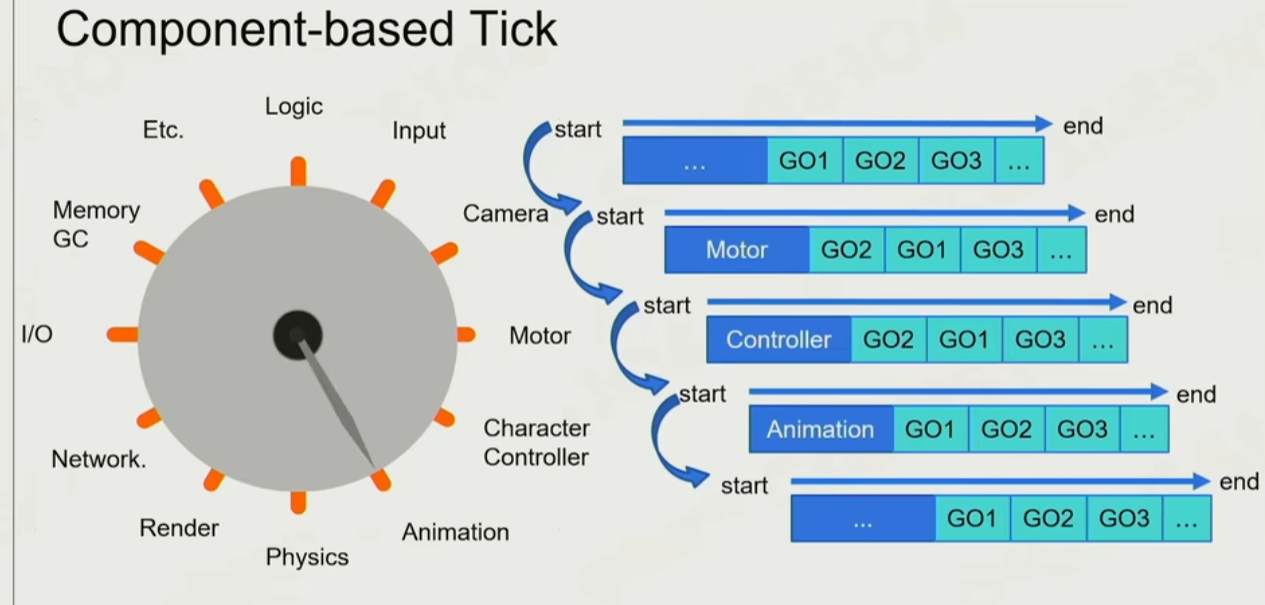 Component-based Tick
Logic
Etc.
Input
Memory
GC
Camera
I/O
Motor
Network.
Character
Controller
Render
Animation
Physics
start
end
... GO1 GO2 GO3 ...
start
end
Motor GO2 GO1 GO3 ...
start
end
Controller GO2 GO1 GO3 ...
start
end
Animation GO1 GO2 GO3 ...
start
end
... GO1 GO2 GO3 ...